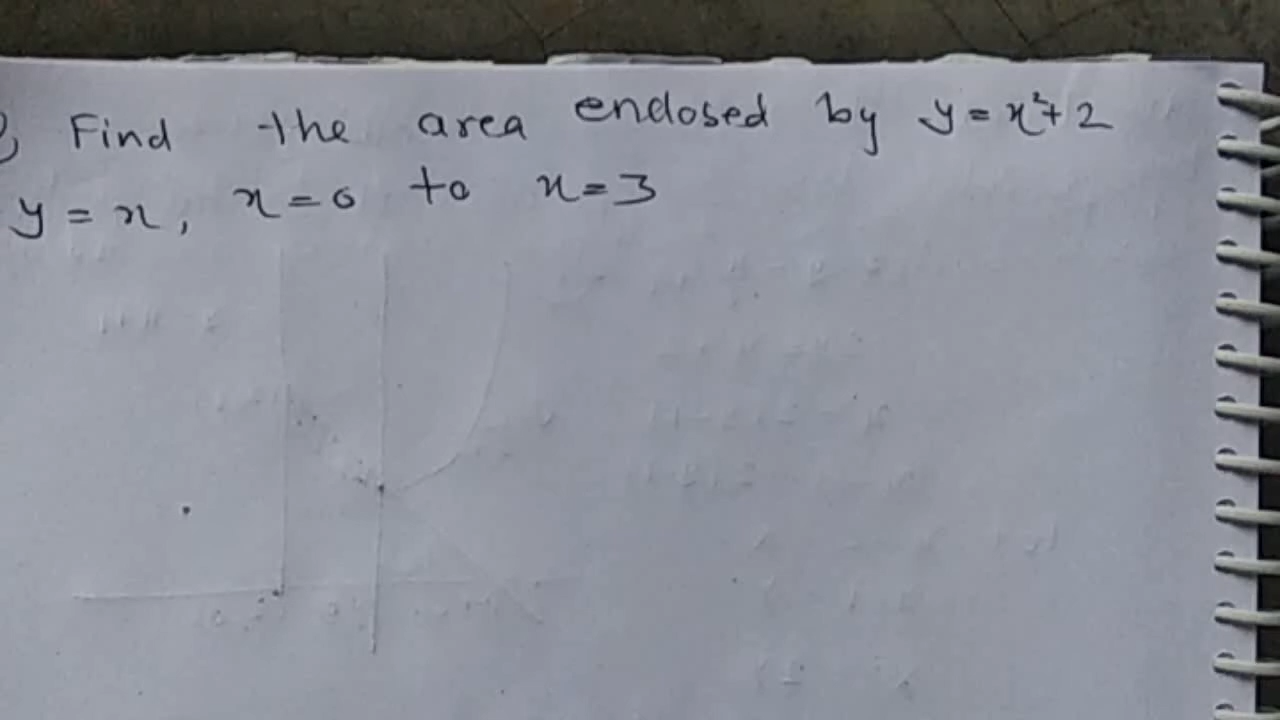 Find the area enclosed by y = x² + 2
y = x, x = 0 to x = 3